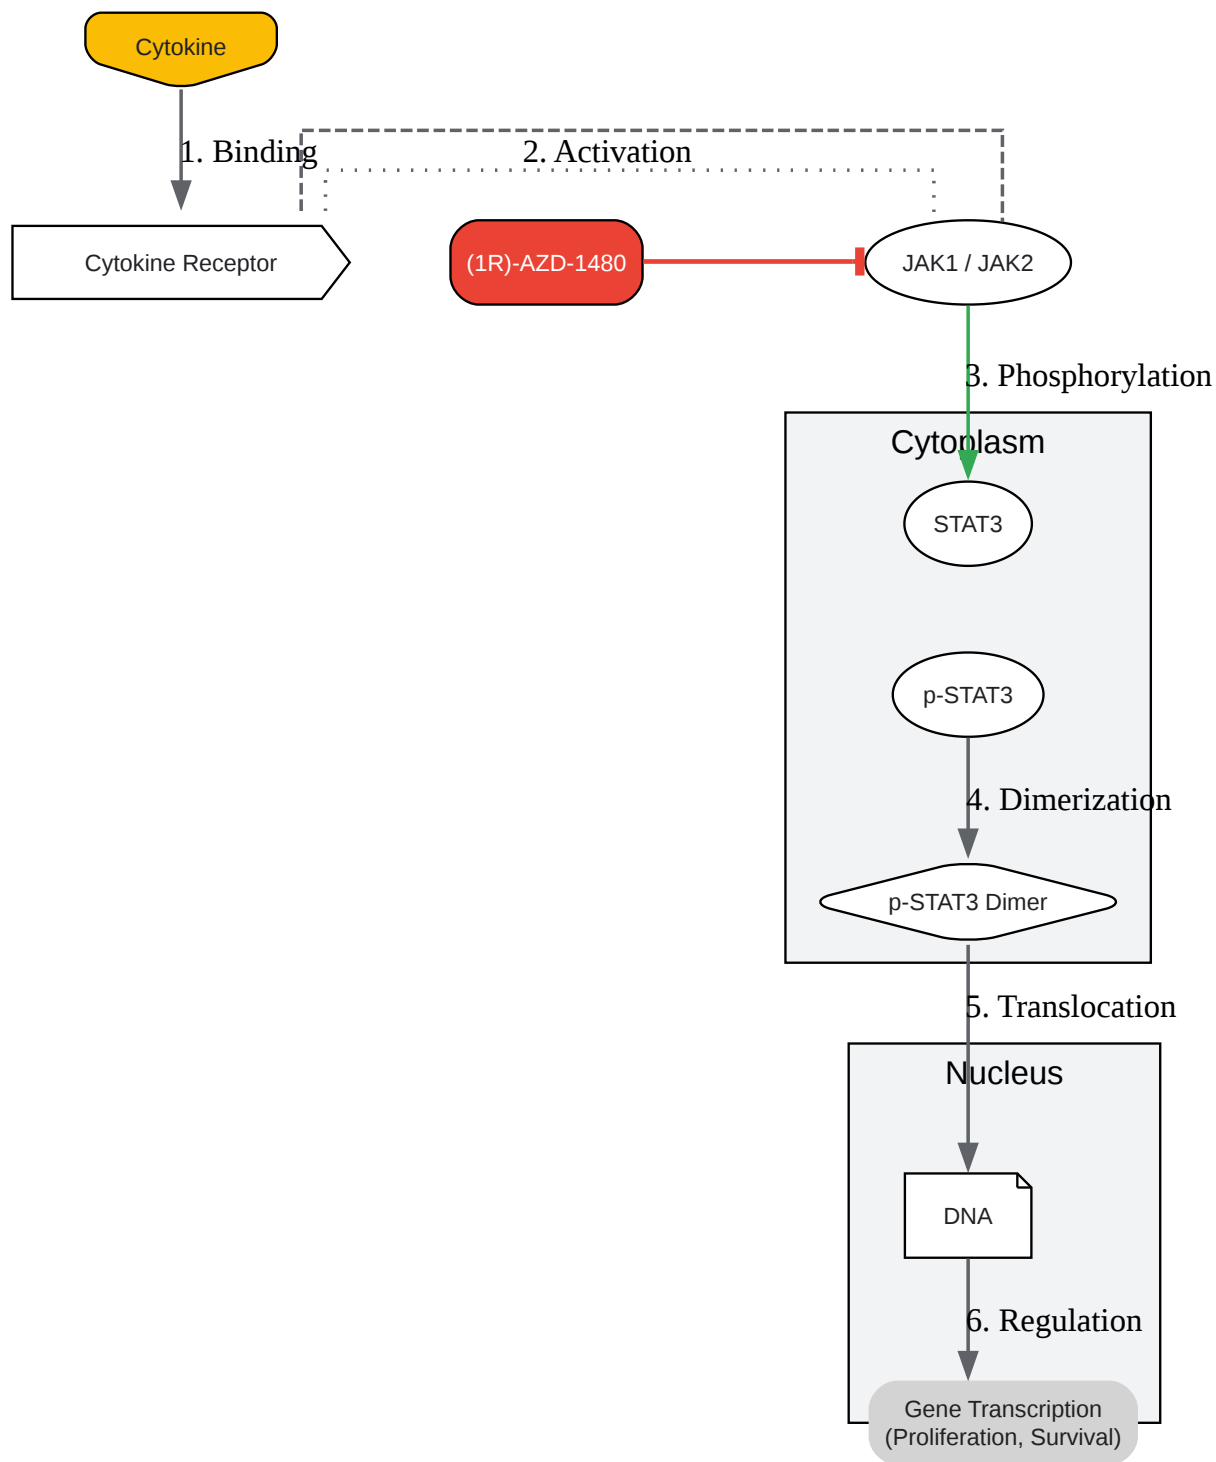 Cytokine
1. Binding
2. Activation
Cytokine Receptor
(1R)-AZD-1480
JAK1 / JAK2
3. Phosphorylation
Cytoplasm
STAT3
p-STAT3
4. Dimerization
p-STAT3 Dimer
5. Translocation
Nucleus
DNA
6. Regulation
Gene Transcription
(Proliferation, Survival)